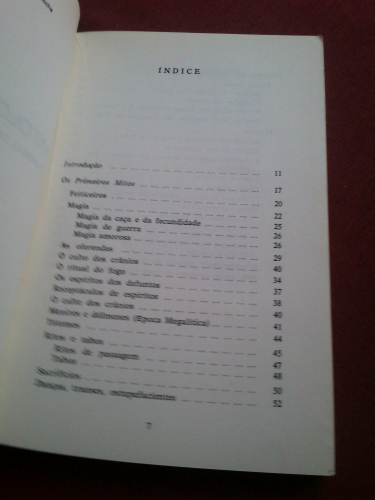 INDICE
Introdução 11
Os Primeiros Mitos 17
Feiticeiros 20
Magia 22
Magia da caça e da fecundidade 25
Magia de guerra 26
Magia amorosa 26
As oferendas 29
O culto dos crânios 40
O ritual do fogo 34
Os espíritos dos defuntos 37
Receptáculos de espíritos 38
O culto dos crânios 40
Menires e dólmenes (Época Megalítica) 41
Totemes 44
Ritos e tabus 45
Ritos de passagem 47
Tabus 48
Sacrifícios 50
Danças, transes, estupefacientes 52
7